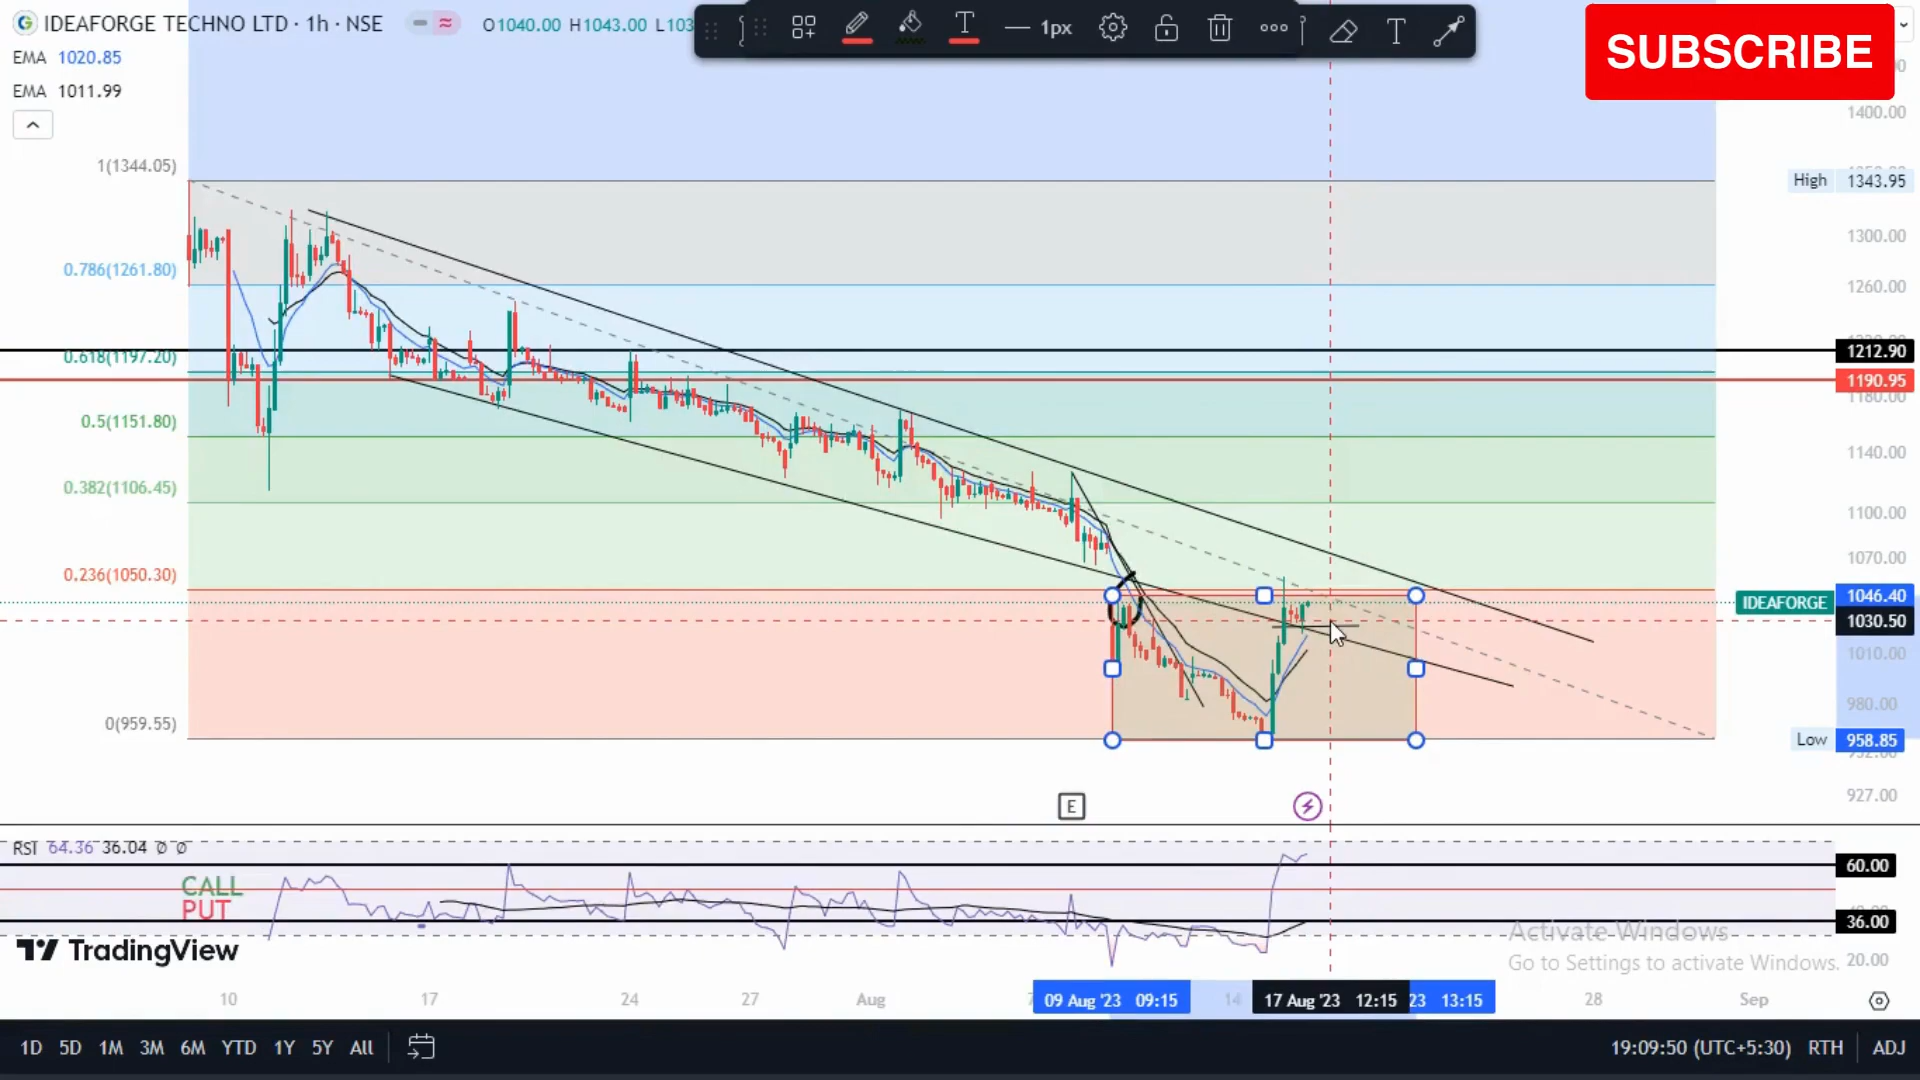 IDEAFORGE TECHNO LTD · 1h · NSE
O1040.00 H1043.00 L103
EMA 1020.85
EMA 1011.99
T
1px
T
SUBSCRIBE
1(1344.05)
0.786(1261.80)
0.618(1197.20)
0.5(1151.80)
0.382(1106.45)
0.236(1050.30)
0(959.55)
1400.00
High 1343.95
1300.00
1260.00
1212.90
1190.95
1180.00
1140.00
1100.00
1070.00
1046.40
IDEAFORGE
1030.50
1010.00
980.00
Low 958.85
927.00
E
RSI 64.36 36.04 ∅ ∅
CALL
PUT
60.00
36.00
20.00
TradingView
Activate Windows
Go to Settings to activate Windows.
10 17 24 27 Aug 09 Aug '23 09:15 14 17 Aug '23 12:15 23 13:15 28 Sep
1D 5D 1M 3M 6M YTD 1Y 5Y All
19:09:50 (UTC+5:30) RTH ADJ